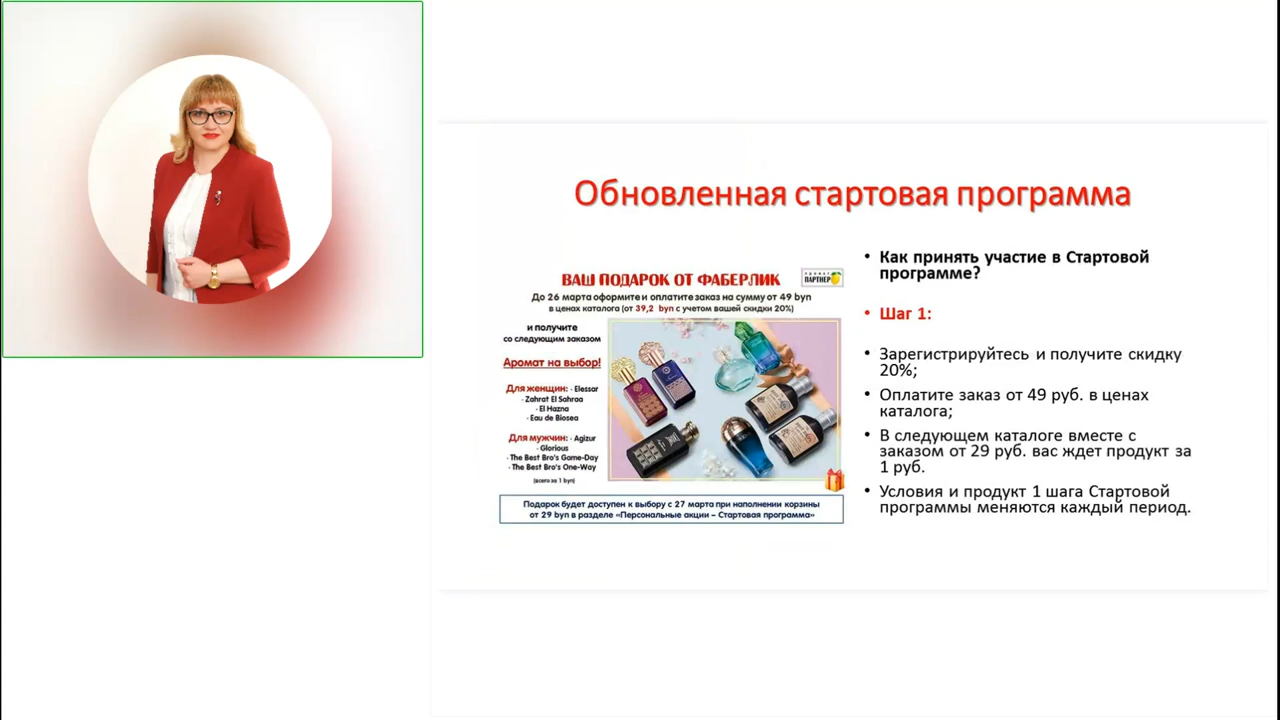 Обновленная стартовая программа
ВАШ ПОДАРОК ОТ ФАБЕРЛИК
проект
ПАРТНЕР
До 26 марта оформите и оплатите заказ на сумму от 49 byn
в ценах каталога (от 39,2 byn с учетом вашей скидки 20%)
и получите
со следующим заказом
Аромат на выбор!
Для женщин: - Elessar
- Zahrat El Sahraa
- El Hazna
- Eau de Biosea
Для мужчин: - Agizur
- Glorious
- The Best Bro's Game-Day
- The Best Bro's One-Way
(всего за 1 byn)
Подарок будет доступен к выбору с 27 марта при наполнении корзины
от 29 byn в разделе «Персональные акции – Стартовая программа»
• Как принять участие в Стартовой
программе?
• Шаг 1:
• Зарегистрируйтесь и получите скидку
20%;
• Оплатите заказ от 49 руб. в ценах
каталога;
• В следующем каталоге вместе с
заказом от 29 руб. вас ждет продукт за
1 руб.
• Условия и продукт 1 шага Стартовой
программы меняются каждый период.